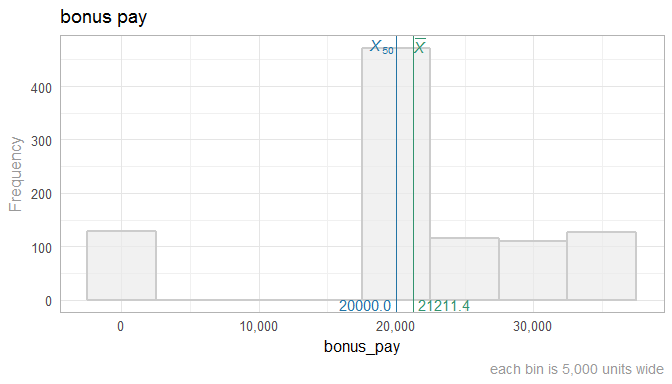 bonus pay
X50 X̅
Frequency
400
300
200
100
0
20000.0 21211.4
0 10,000 20,000 30,000
bonus_pay
each bin is 5,000 units wide